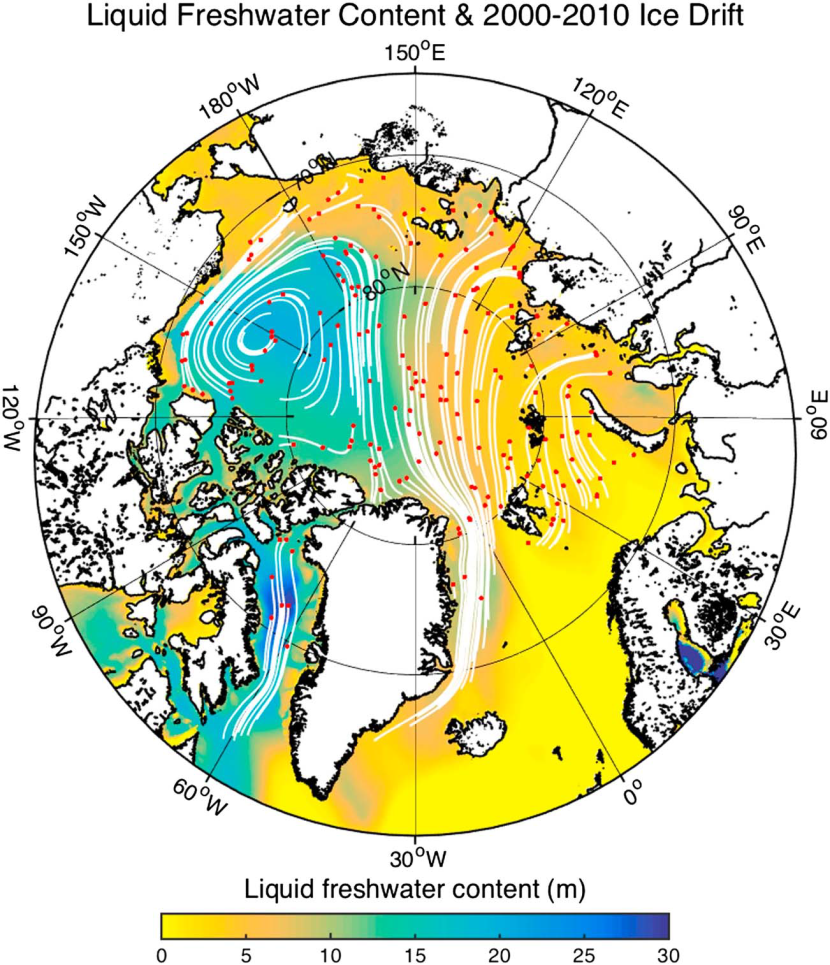 Liquid Freshwater Content & 2000-2010 Ice Drift
150°E
180°W
120°E
70°N
150°W
90°E
80°N
120°W
60°E
90°W
30°E
60°W
0°
30°W
Liquid freshwater content (m)
0 5 10 15 20 25 30